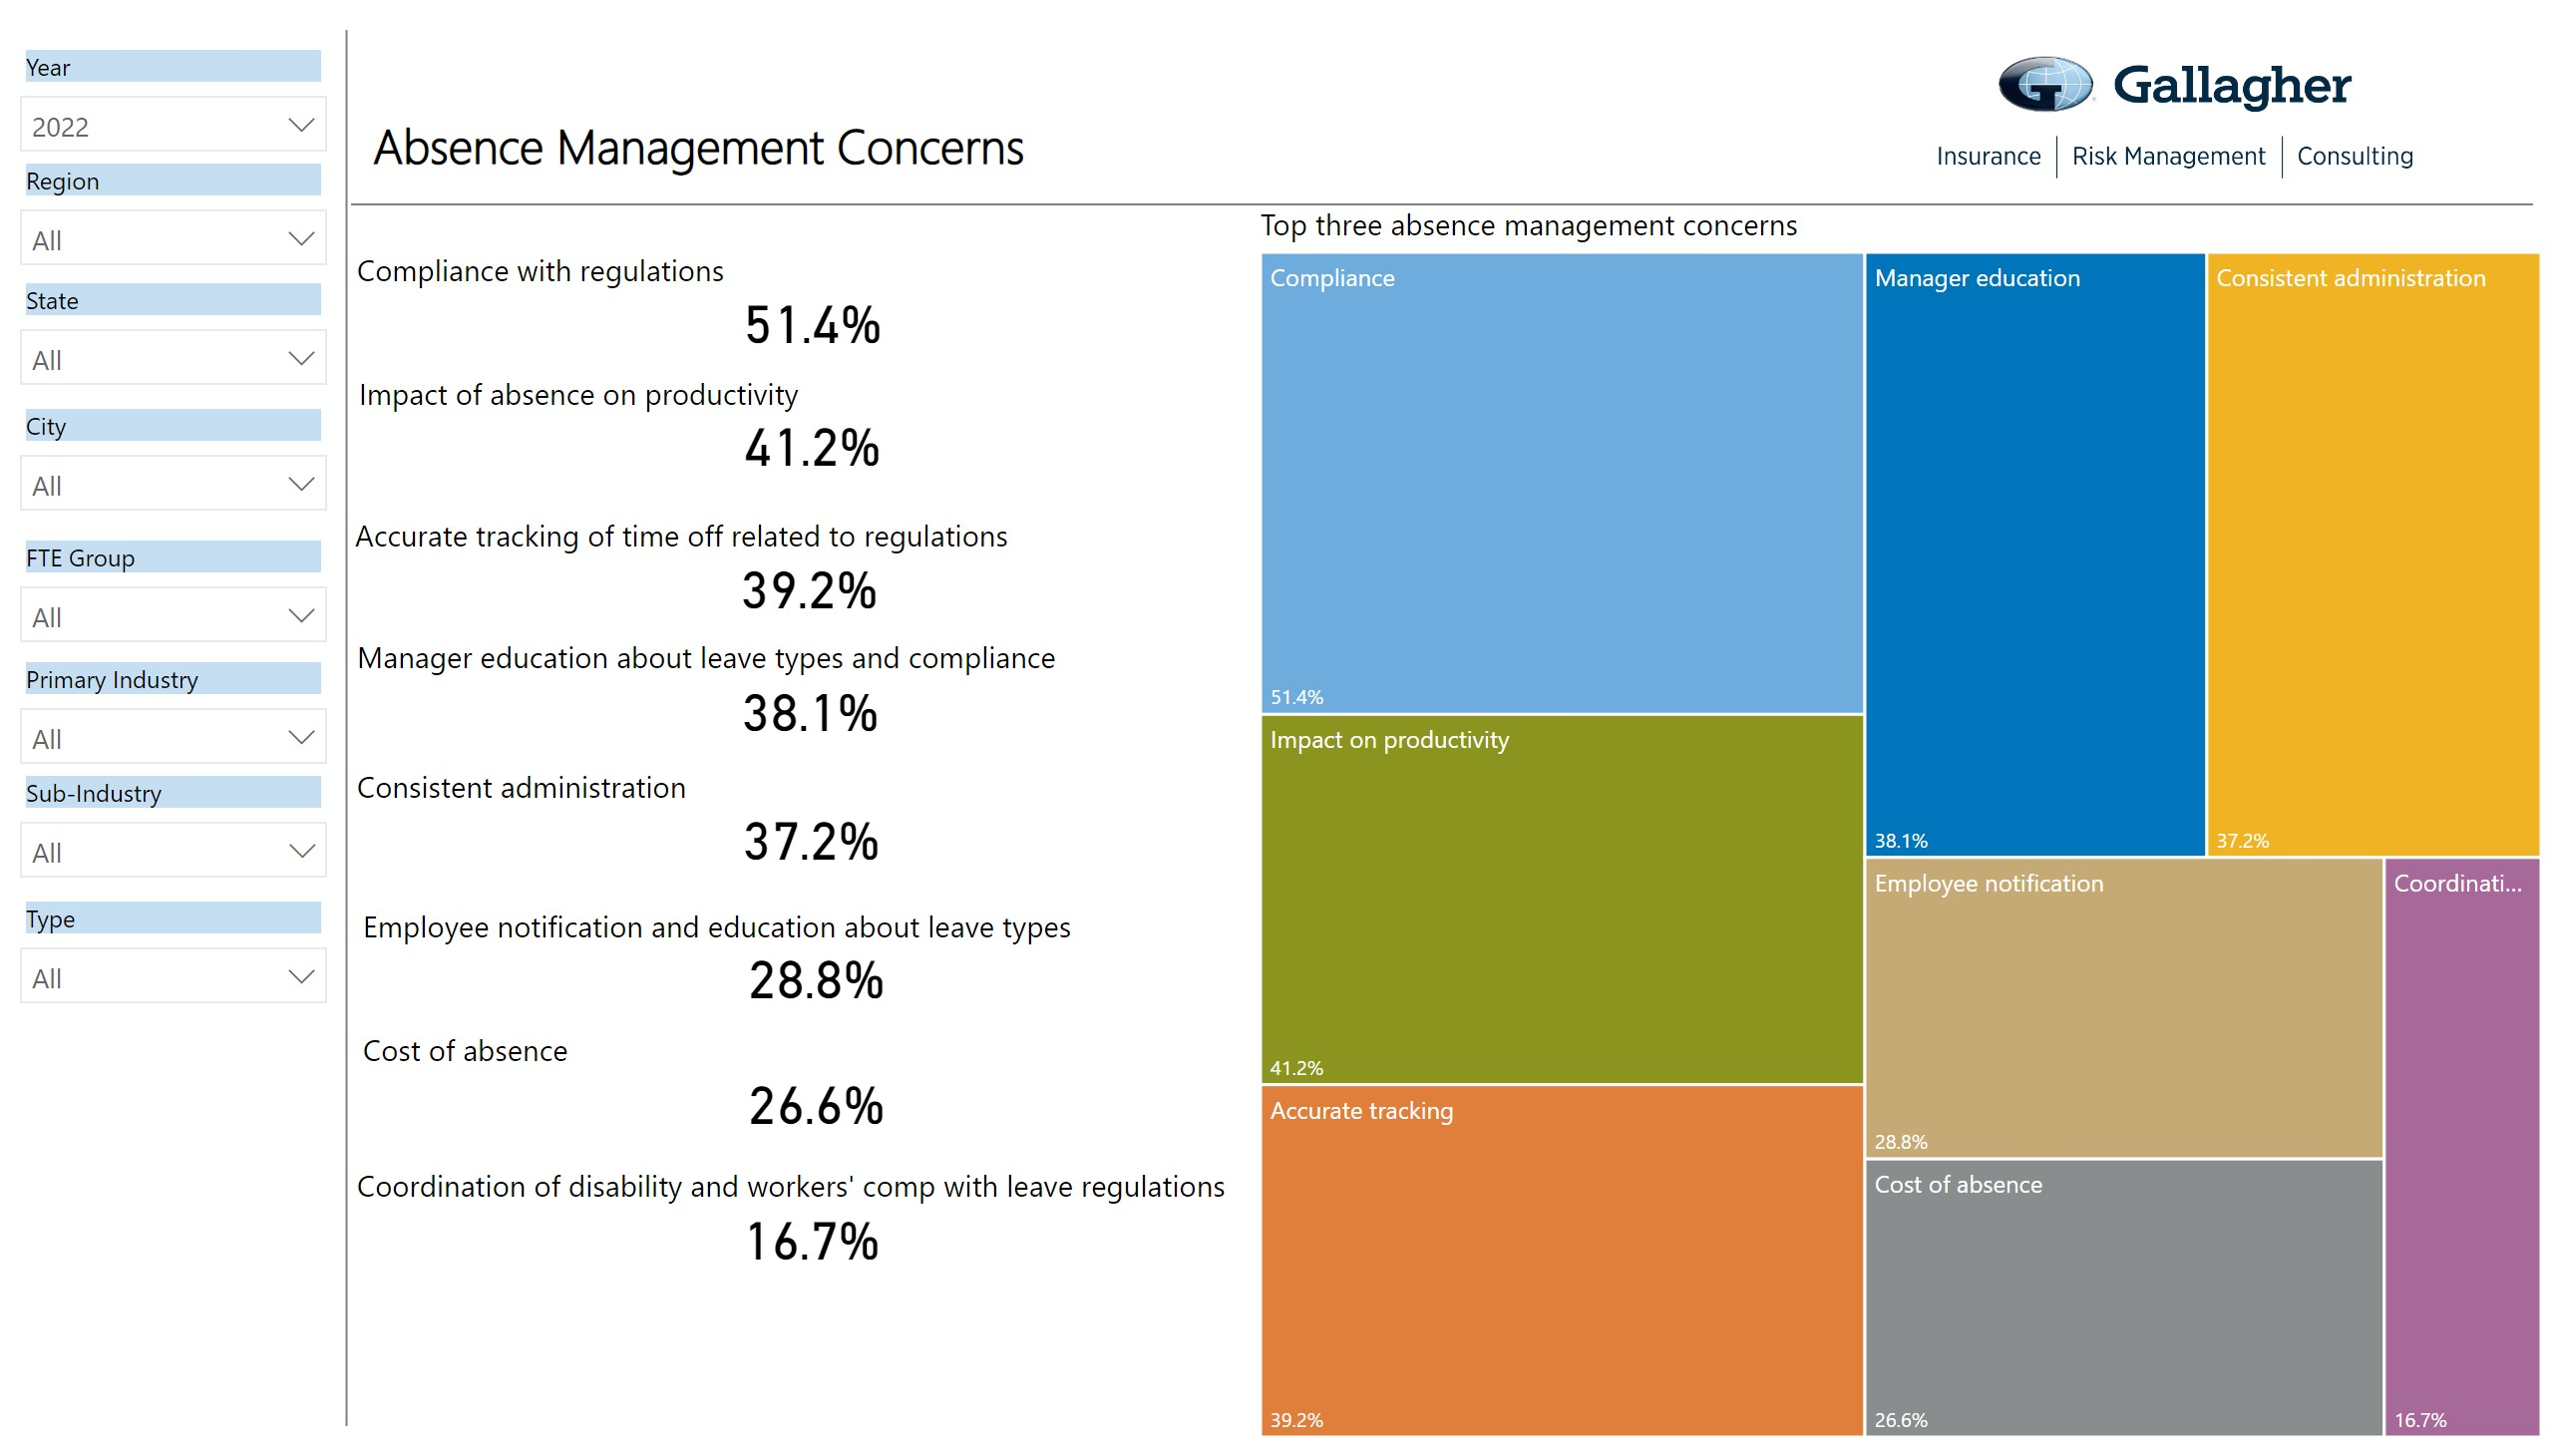 Year
2022
Region
All
State
All
City
All
FTE Group
All
Primary Industry
All
Sub-Industry
All
Type
All
Absence Management Concerns
Gallagher
Insurance | Risk Management | Consulting
Compliance with regulations
51.4%
Impact of absence on productivity
41.2%
Accurate tracking of time off related to regulations
39.2%
Manager education about leave types and compliance
38.1%
Consistent administration
37.2%
Employee notification and education about leave types
28.8%
Cost of absence
26.6%
Coordination of disability and workers' comp with leave regulations
16.7%
Top three absence management concerns
Compliance
51.4%
Impact on productivity
41.2%
Accurate tracking
39.2%
Manager education
38.1%
Consistent administration
37.2%
Employee notification
28.8%
Cost of absence
26.6%
Coordinati...
16.7%